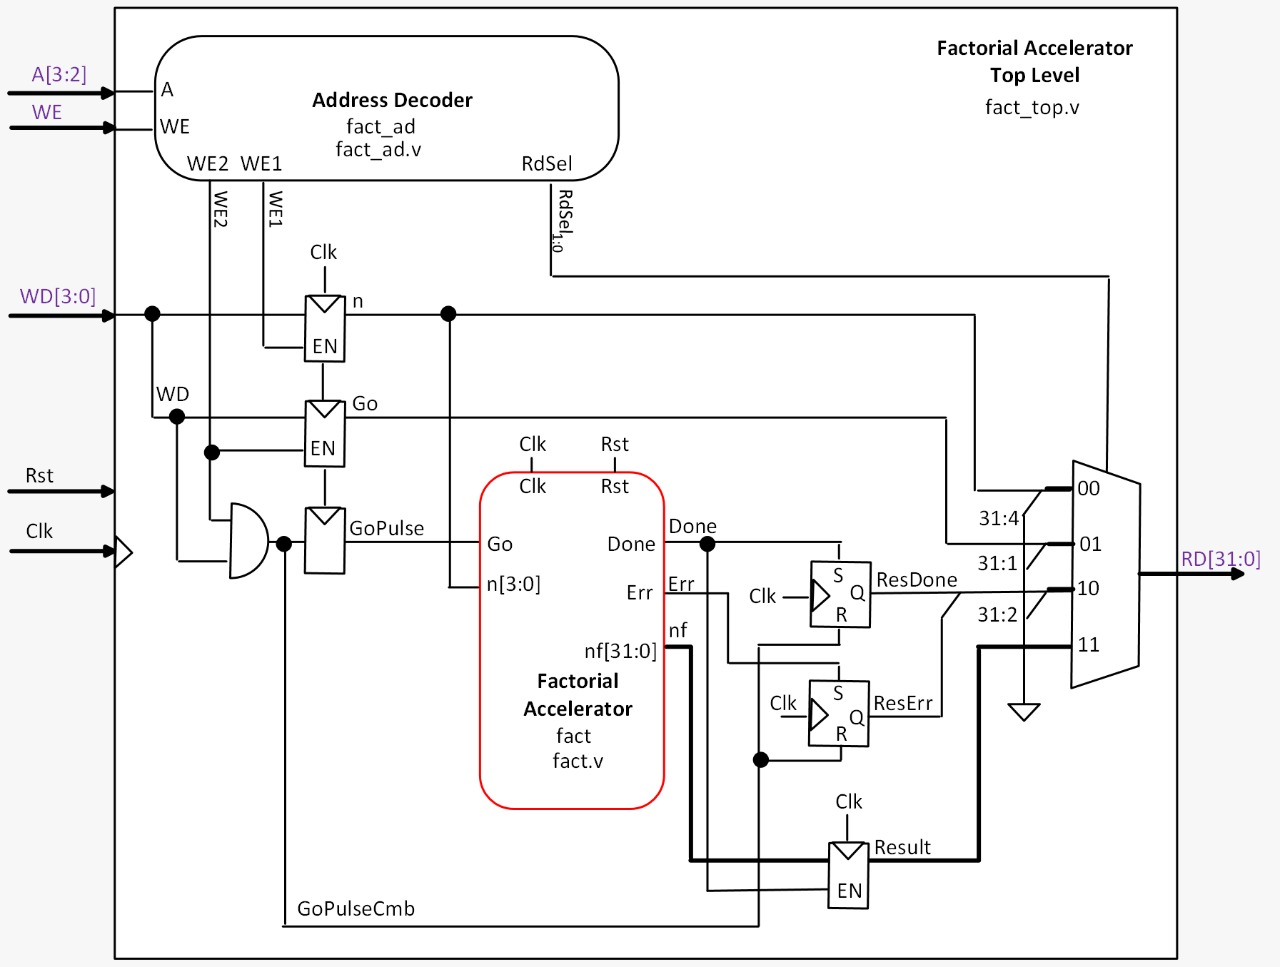 Factorial Accelerator
Top Level
fact_top.v
A[3:2]
WE
A
WE
Address Decoder
fact_ad
fact_ad.v
WE2 WE1 RdSel
WE2
WE1
RdSel1:0
Clk
WD[3:0]
n
EN
WD
Go
EN
Rst
Clk
GoPulse
Clk
Rst
Clk
Rst
Go
n[3:0]
Done
Err
nf[31:0]
Factorial
Accelerator
fact
fact.v
Done
Err
nf
Clk
S
Q
R
ResDone
Clk
S
Q
R
ResErr
Clk
EN
Result
GoPulseCmb
00
31:4
01
31:1
10
31:2
11
RD[31:0]